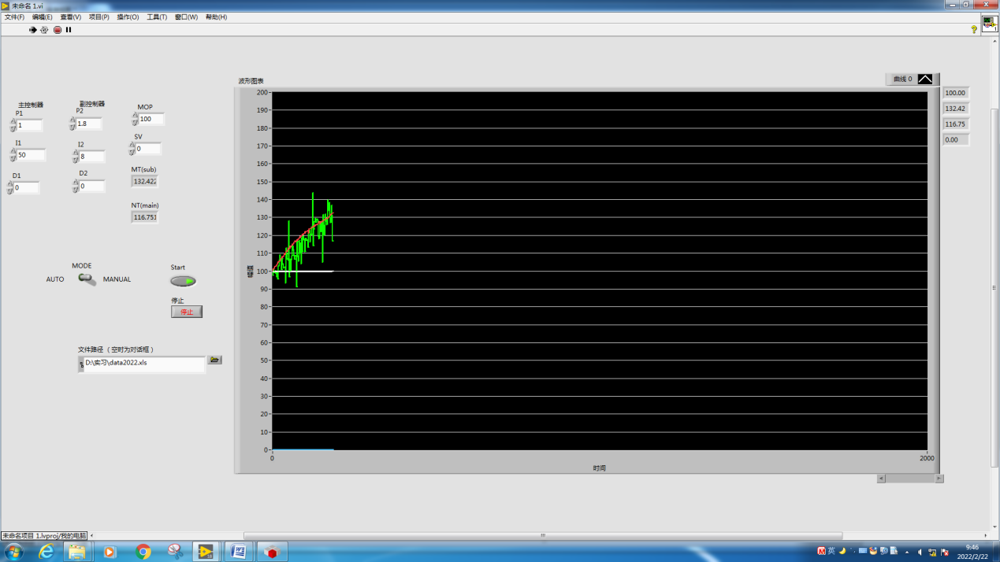 未命名 1.vi
文件(F) 编辑(E) 查看(V) 项目(P) 操作(O) 工具(T) 窗口(W) 帮助(H)
波形图表
曲线 0
主控制器
P1
1
副控制器
P2
1.8
MOP
100
I1
50
I2
8
SV
0
D1
0
D2
0
MT(sub)
132.422
NT(main)
116.751
MODE
AUTO
MANUAL
Start
停止
停止
文件路径 （空时为对话框）
D:\实习\data2022.xls
200
190
180
170
160
150
140
130
120
110
100
90
80
70
60
50
40
30
20
10
0
0
2000
时间
100.00
132.42
116.75
0.00
未命名项目 1.lvproj/我的电脑
英
9:46
2022/2/22